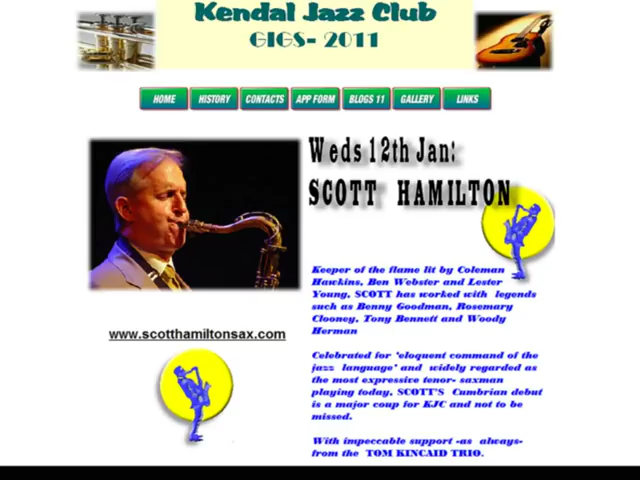 Kendal Jazz Club
GIGS- 2011
HOME HISTORY CONTACTS APP FORM BLOGS 11 GALLERY LINKS
Weds 12th Jan:
SCOTT HAMILTON
Keeper of the flame lit by Coleman
Hawkins, Ben Webster and Lester
Young, SCOTT has worked with legends
such as Benny Goodman, Rosemary
Clooney, Tony Bennett and Woody
Herman
www.scotthamiltonsax.com
Celebrated for 'eloquent command of the
jazz language' and widely regarded as
the most expressive tenor- saxman
playing today, SCOTT'S Cumbrian debut
is a major coup for KJC and not to be
missed.
With impeccable support -as always-
from the TOM KINCAID TRIO.